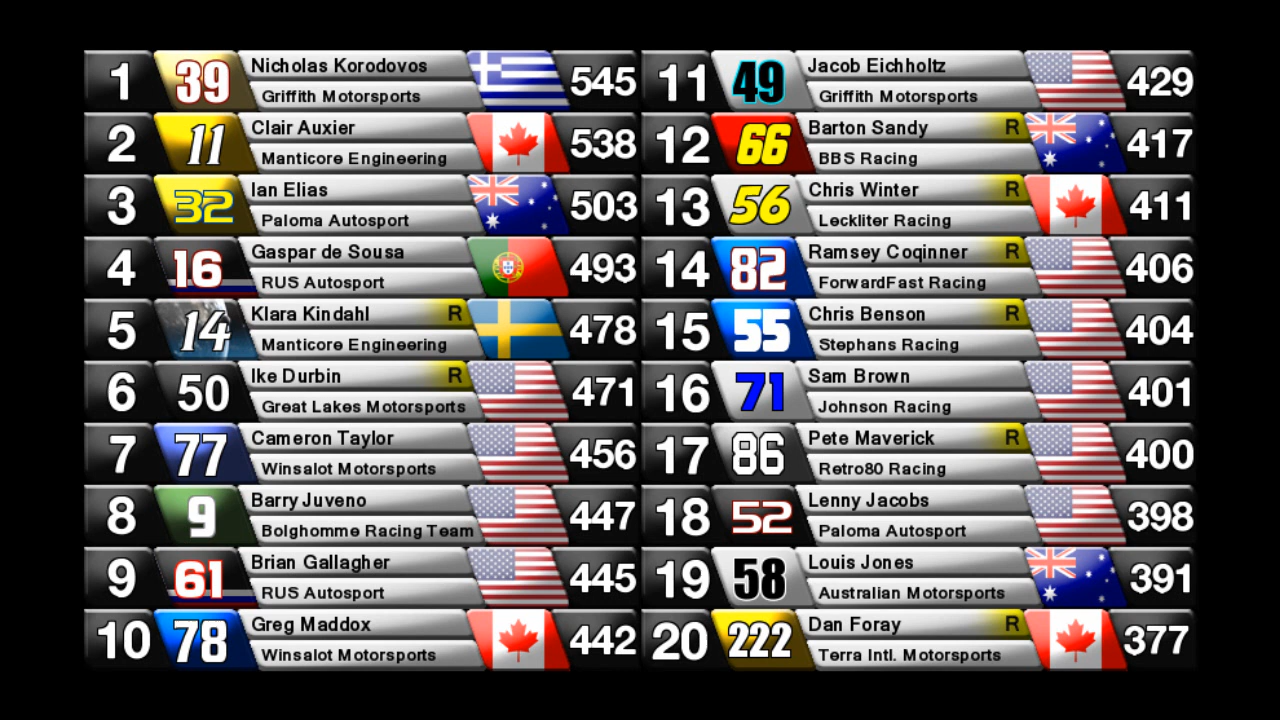 1 39 Nicholas Korodovos 545
Griffith Motorsports
2 11 Clair Auxier 538
Manticore Engineering
3 32 Ian Elias 503
Paloma Autosport
4 16 Gaspar de Sousa 493
RUS Autosport
5 14 Klara Kindahl R 478
Manticore Engineering
6 50 Ike Durbin R 471
Great Lakes Motorsports
7 77 Cameron Taylor 456
Winsalot Motorsports
8 9 Barry Juveno 447
Bolghomme Racing Team
9 61 Brian Gallagher 445
RUS Autosport
10 78 Greg Maddox 442
Winsalot Motorsports
11 49 Jacob Eichholtz 429
Griffith Motorsports
12 66 Barton Sandy R 417
BBS Racing
13 56 Chris Winter R 411
Leckliter Racing
14 82 Ramsey Coqinner R 406
ForwardFast Racing
15 55 Chris Benson R 404
Stephans Racing
16 71 Sam Brown 401
Johnson Racing
17 86 Pete Maverick R 400
Retro80 Racing
18 52 Lenny Jacobs 398
Paloma Autosport
19 58 Louis Jones 391
Australian Motorsports
20 222 Dan Foray R 377
Terra Intl. Motorsports